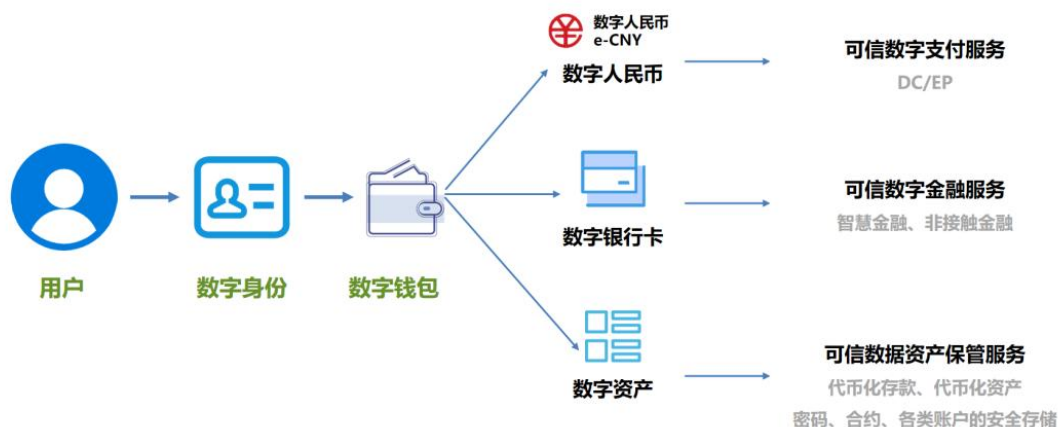 数字人民币
e-CNY
数字人民币
可信数字支付服务
DC/EP
用户
数字身份
数字钱包
数字银行卡
可信数字金融服务
智慧金融、非接触金融
数字资产
可信数据资产保管服务
代币化存款、代币化资产
密码、合约、各类账户的安全存储